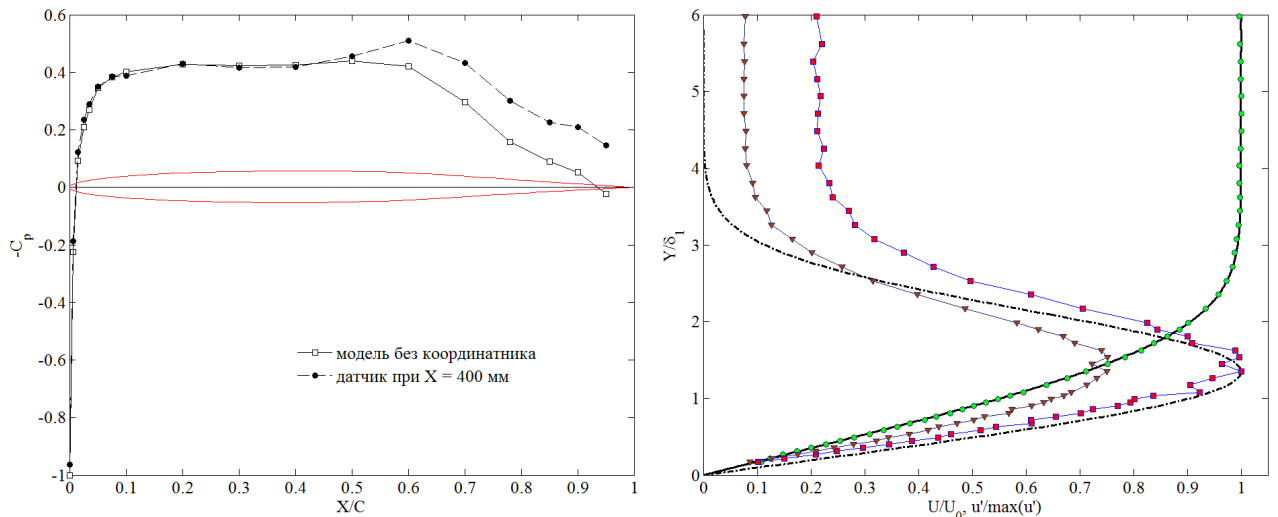 0.6
0.4
0.2
0
-0.2
-0.4
-0.6
-0.8
-1
-C_p
0 0.1 0.2 0.3 0.4 0.5 0.6 0.7 0.8 0.9 1
X/C
модель без координатника
датчик при X = 400 мм
6
5
4
3
2
1
0
Y/δ_1
0 0.1 0.2 0.3 0.4 0.5 0.6 0.7 0.8 0.9 1
U/U_0, u'/max(u')